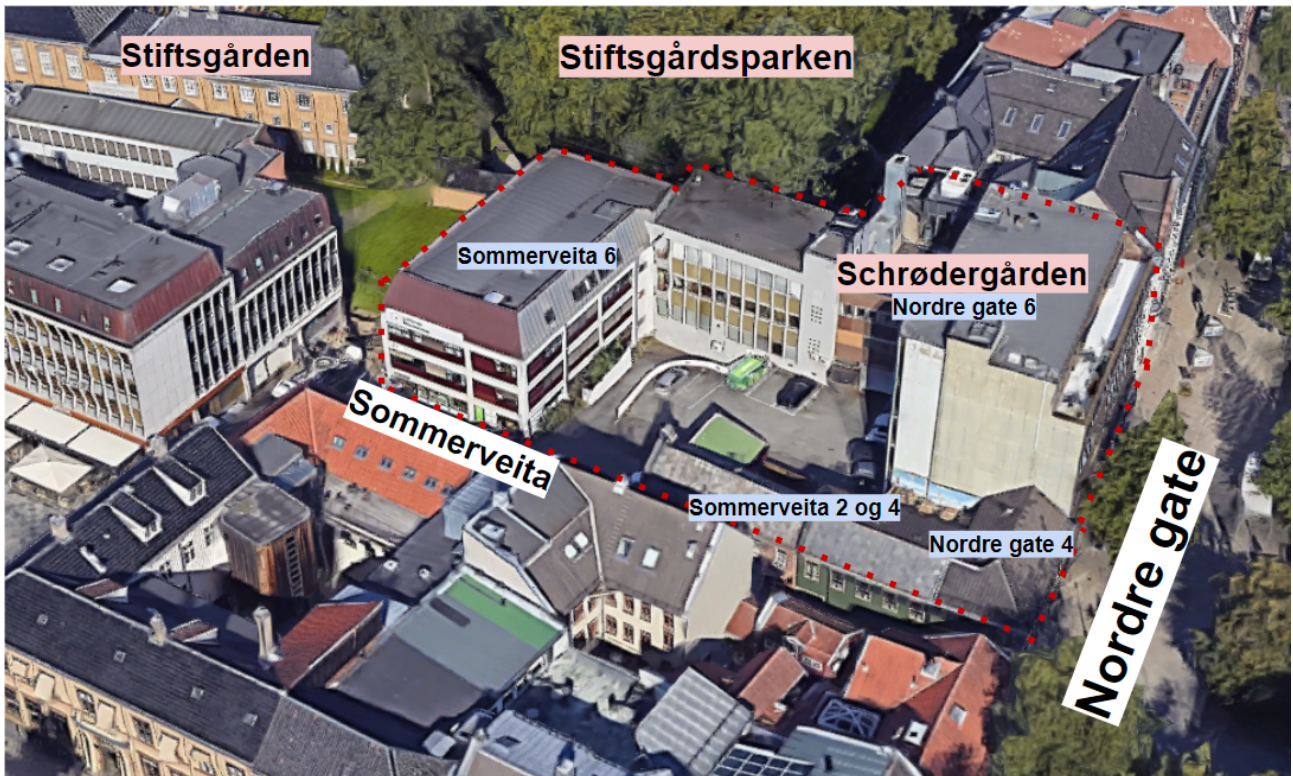 Stiftsgården
Stiftsgårdsparken
Sommerveita 6
Schrødergården
Nordre gate 6
Sommerveita
Sommerveita 2 og 4
Nordre gate 4
Nordre gate